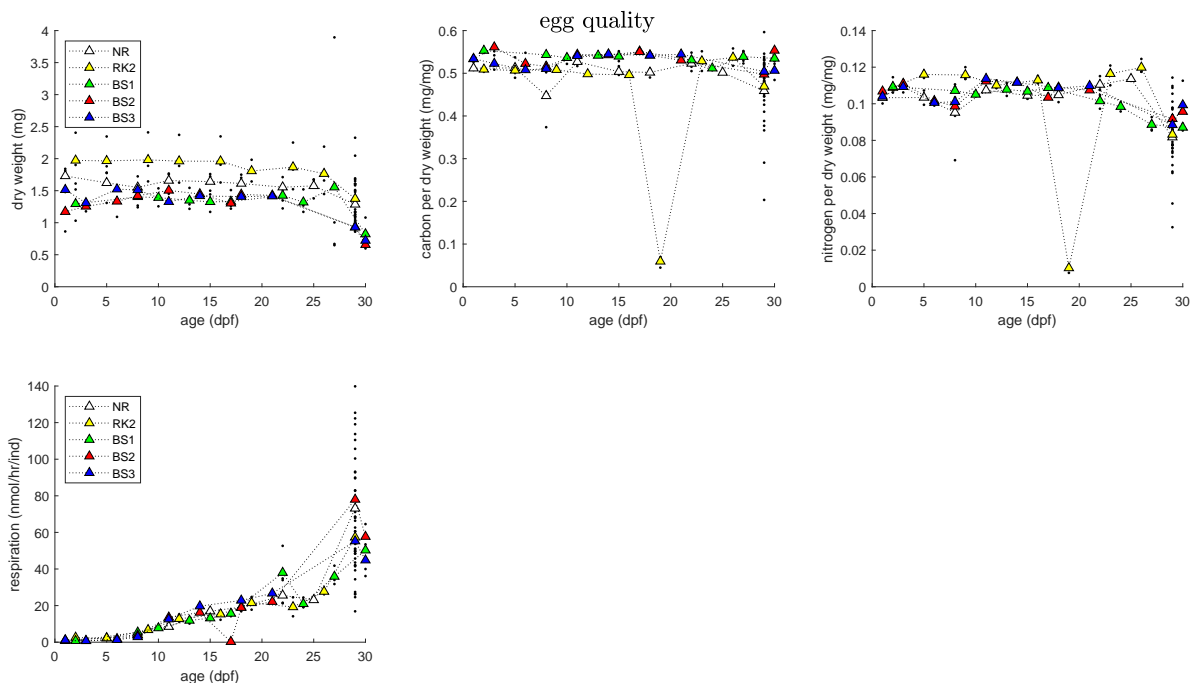 egg quality
dry weight (mg)
4
3.5
3
2.5
2
1.5
1
0.5
0
NR
RK2
BS1
BS2
BS3
0 5 10 15 20 25 30
age (dpf)
carbon per dry weight (mg/mg)
0.6
0.5
0.4
0.3
0.2
0.1
0
0 5 10 15 20 25 30
age (dpf)
nitrogen per dry weight (mg/mg)
0.14
0.12
0.1
0.08
0.06
0.04
0.02
0
0 5 10 15 20 25 30
age (dpf)
respiration (nmol/hr/ind)
140
120
100
80
60
40
20
0
NR
RK2
BS1
BS2
BS3
0 5 10 15 20 25 30
age (dpf)